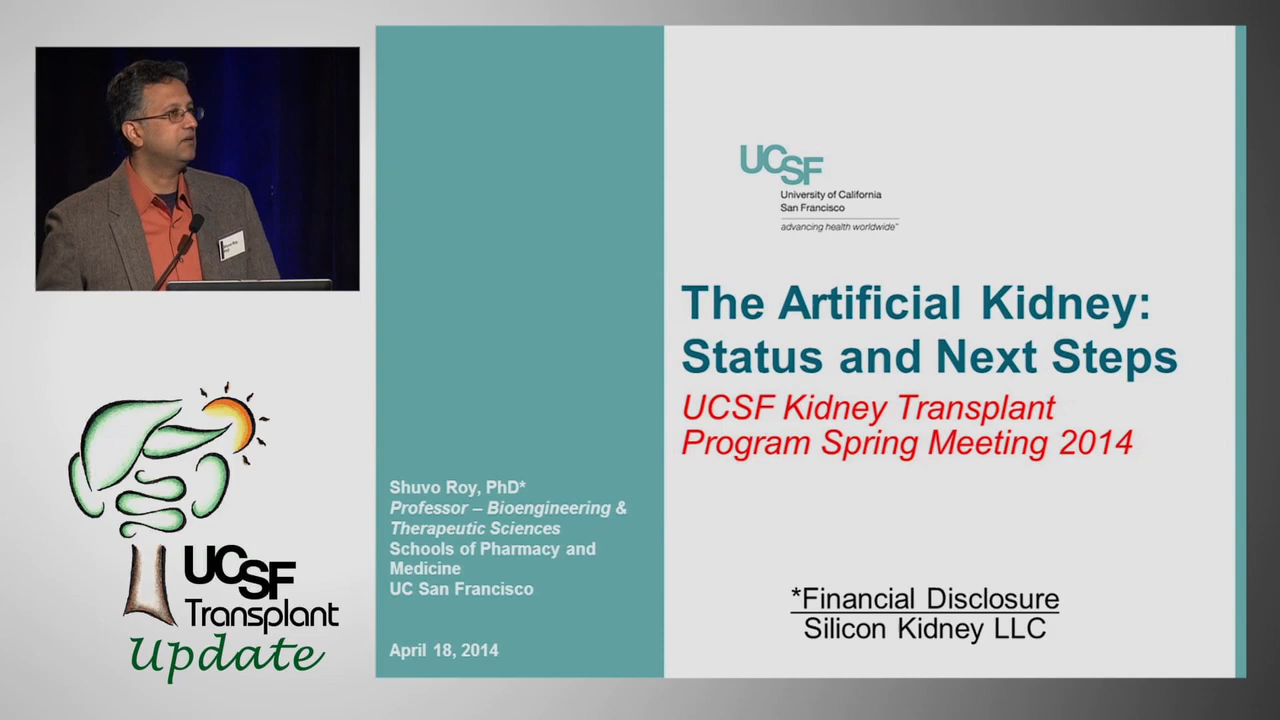 UCSF
University of California
San Francisco
advancing health worldwide™
The Artificial Kidney:
Status and Next Steps
UCSF Kidney Transplant
Program Spring Meeting 2014
Shuvo Roy, PhD*
Professor – Bioengineering &
Therapeutic Sciences
Schools of Pharmacy and
Medicine
UC San Francisco
April 18, 2014
*Financial Disclosure
Silicon Kidney LLC
UCSF
Transplant
Update